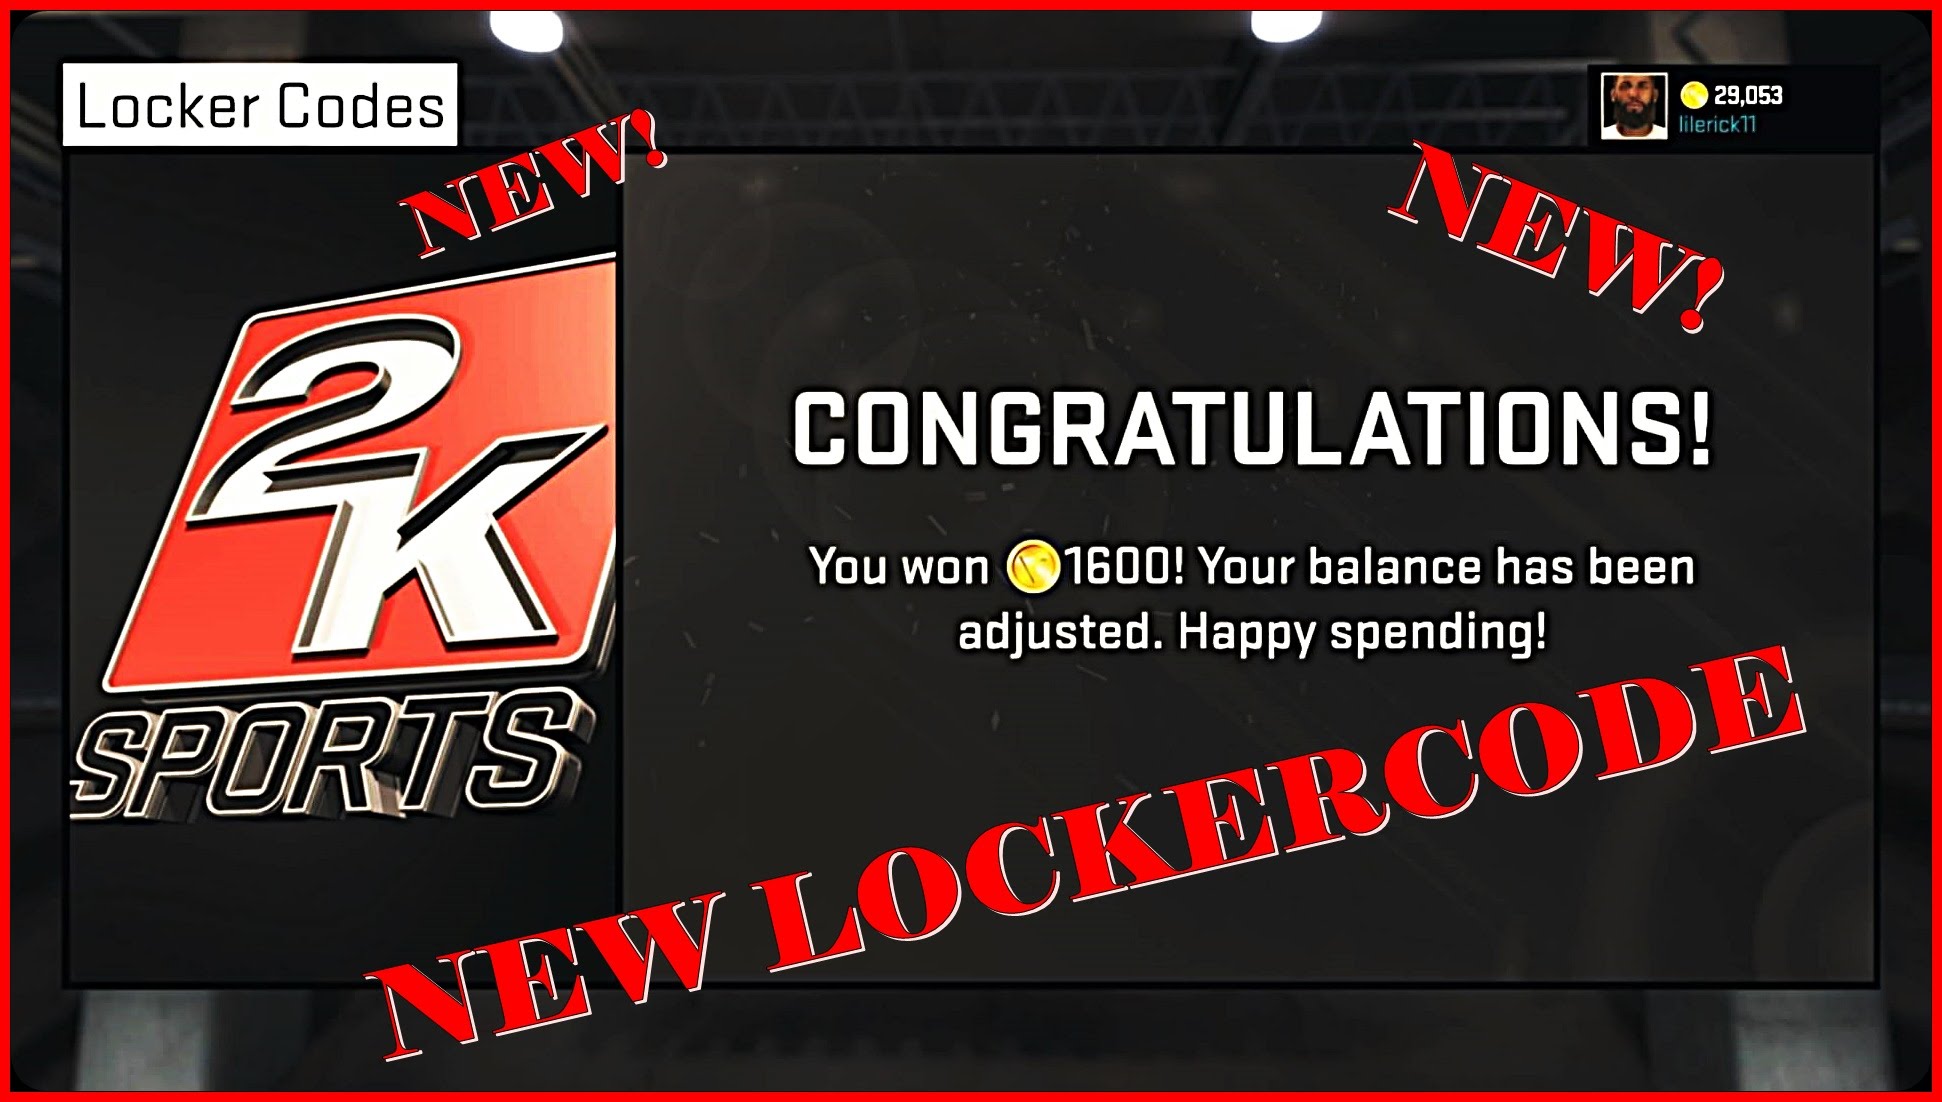 Locker Codes
29,053
lilerick11
NEW!
NEW!
2K
SPORTS
CONGRATULATIONS!
You won 1600! Your balance has been
adjusted. Happy spending!
NEW LOCKERCODE